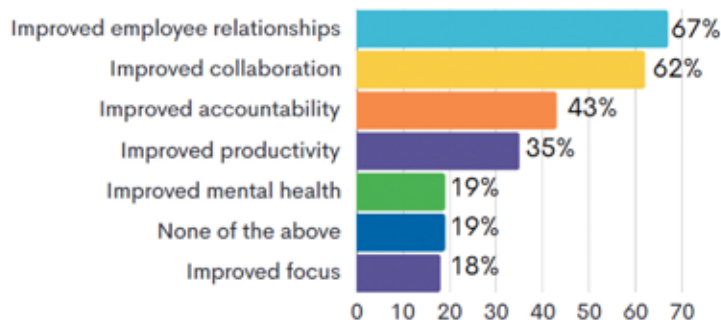 Improved employee relationships 67%
Improved collaboration 62%
Improved accountability 43%
Improved productivity 35%
Improved mental health 19%
None of the above 19%
Improved focus 18%
0 10 20 30 40 50 60 70